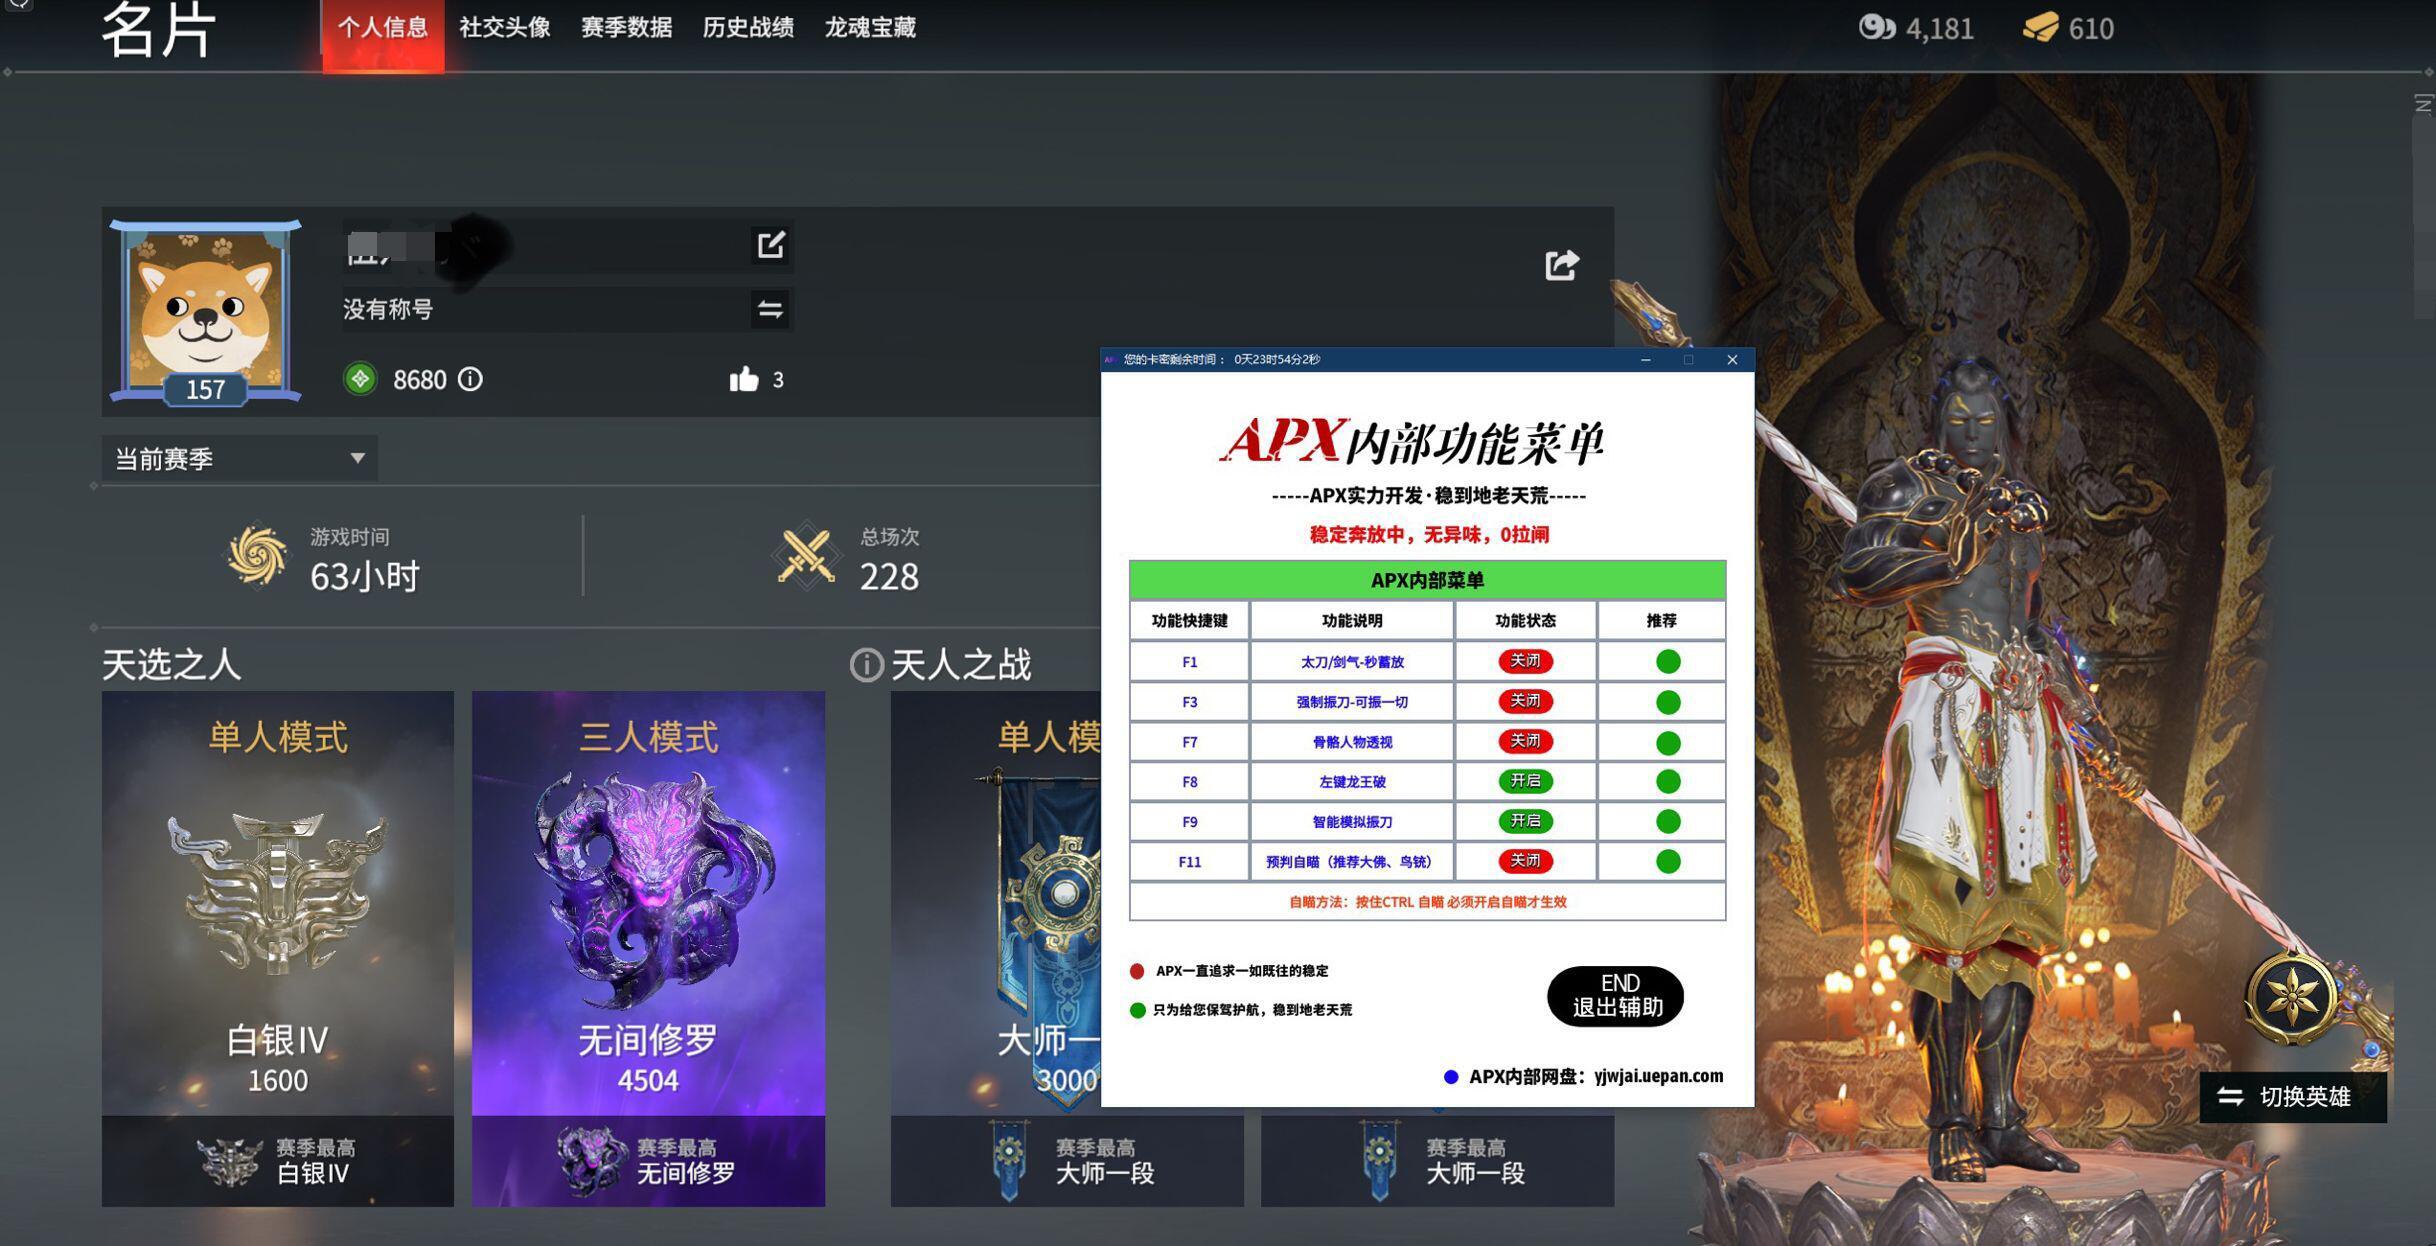 名片
个人信息
社交头像
赛季数据
历史战绩
龙魂宝藏
4,181
610
没有称号
157
8680
3
当前赛季
游戏时间
63小时
总场次
228
天选之人
天人之战
单人模式
白银IV
1600
赛季最高
白银IV
三人模式
无间修罗
4504
赛季最高
无间修罗
单人模
大师一
3000
赛季最高
大师一段
赛季最高
大师一段
您的卡密剩余时间： 0天23时54分2秒
APX内部功能菜单
-----APX实力开发·稳到地老天荒-----
稳定奔放中，无异味，0拉闸
APX内部菜单
功能快捷键 功能说明 功能状态 推荐
F1 太刀/剑气-秒蓄放 关闭
F3 强制振刀-可振一切 关闭
F7 骨骼人物透视 关闭
F8 左键龙王破 开启
F9 智能模拟振刀 开启
F11 预判自瞄（推荐大佛、鸟铳） 关闭
自瞄方法：按住CTRL 自瞄 必须开启自瞄才生效
APX一直追求一如既往的稳定
只为给您保驾护航，稳到地老天荒
END
退出辅助
APX内部网盘：yjwjai.uepan.com
切换英雄